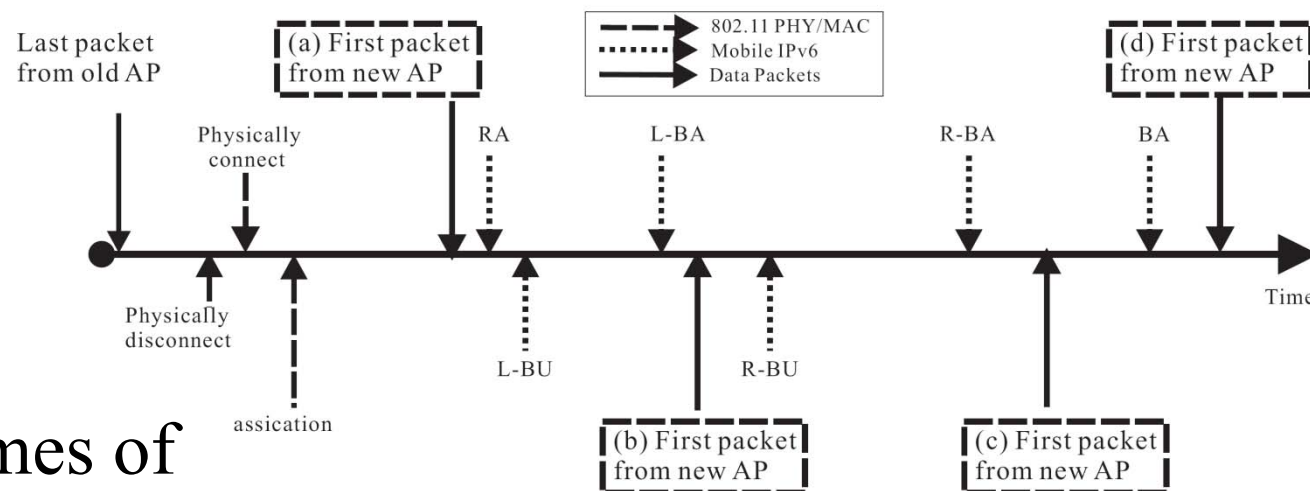 Last packet
from old AP
(a) First packet
from new AP
802.11 PHY/MAC
Mobile IPv6
Data Packets
(d) First packet
from new AP
Physically
connect
RA
L-BA
R-BA
BA
Time
Physically
disconnect
L-BU
R-BU
assication
(b) First packet
from new AP
(c) First packet
from new AP
mes of